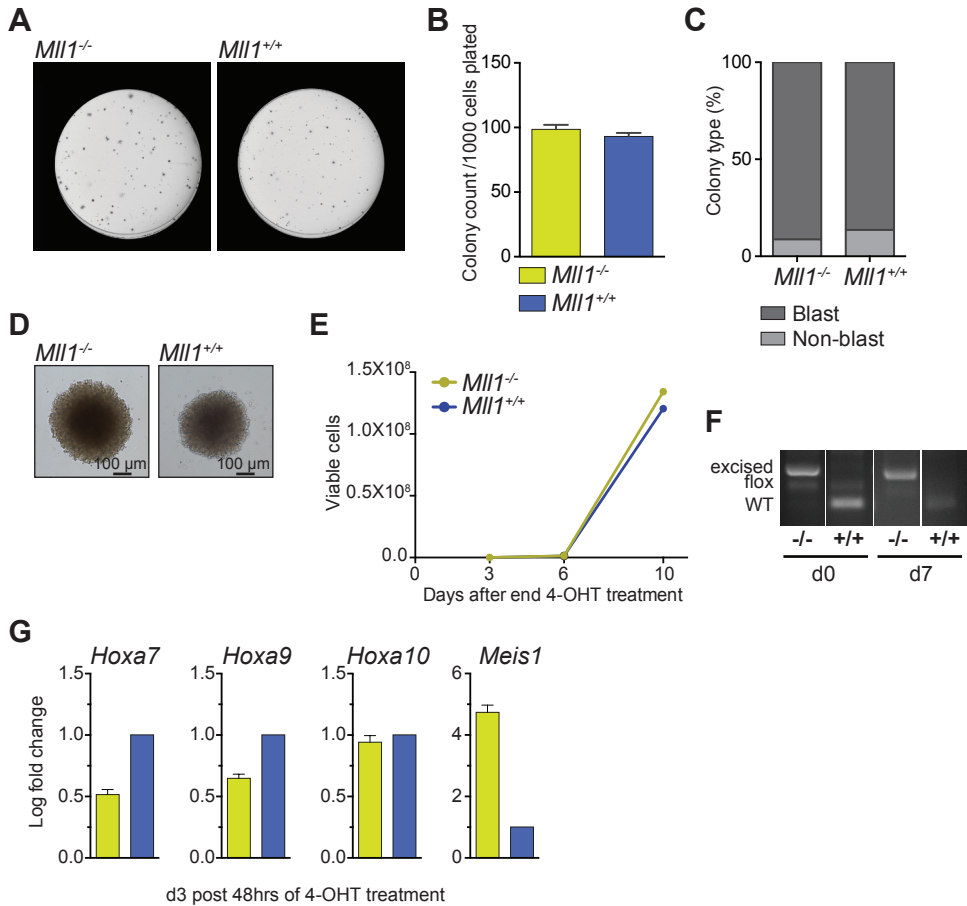 A
Mll1-/-
Mll1+/+
B
Colony count /1000 cells plated
150
100
50
0
Mll1-/-
Mll1+/+
C
Colony type (%)
100
50
0
Mll1-/-
Mll1+/+
Blast
Non-blast
D
Mll1-/-
Mll1+/+
100 µm
100 µm
E
Viable cells
1.5X10⁸
1.0X10⁸
0.5X10⁸
0.0
0
3
6
10
Mll1-/-
Mll1+/+
Days after end 4-OHT treatment
F
excised
flox
WT
-/- +/+ -/- +/+
d0 d7
G
Log fold change
Hoxa7
1.5
1.0
0.5
0.0
Hoxa9
1.5
1.0
0.5
0.0
Hoxa10
1.5
1.0
0.5
0.0
Meis1
6
4
2
0
d3 post 48hrs of 4-OHT treatment